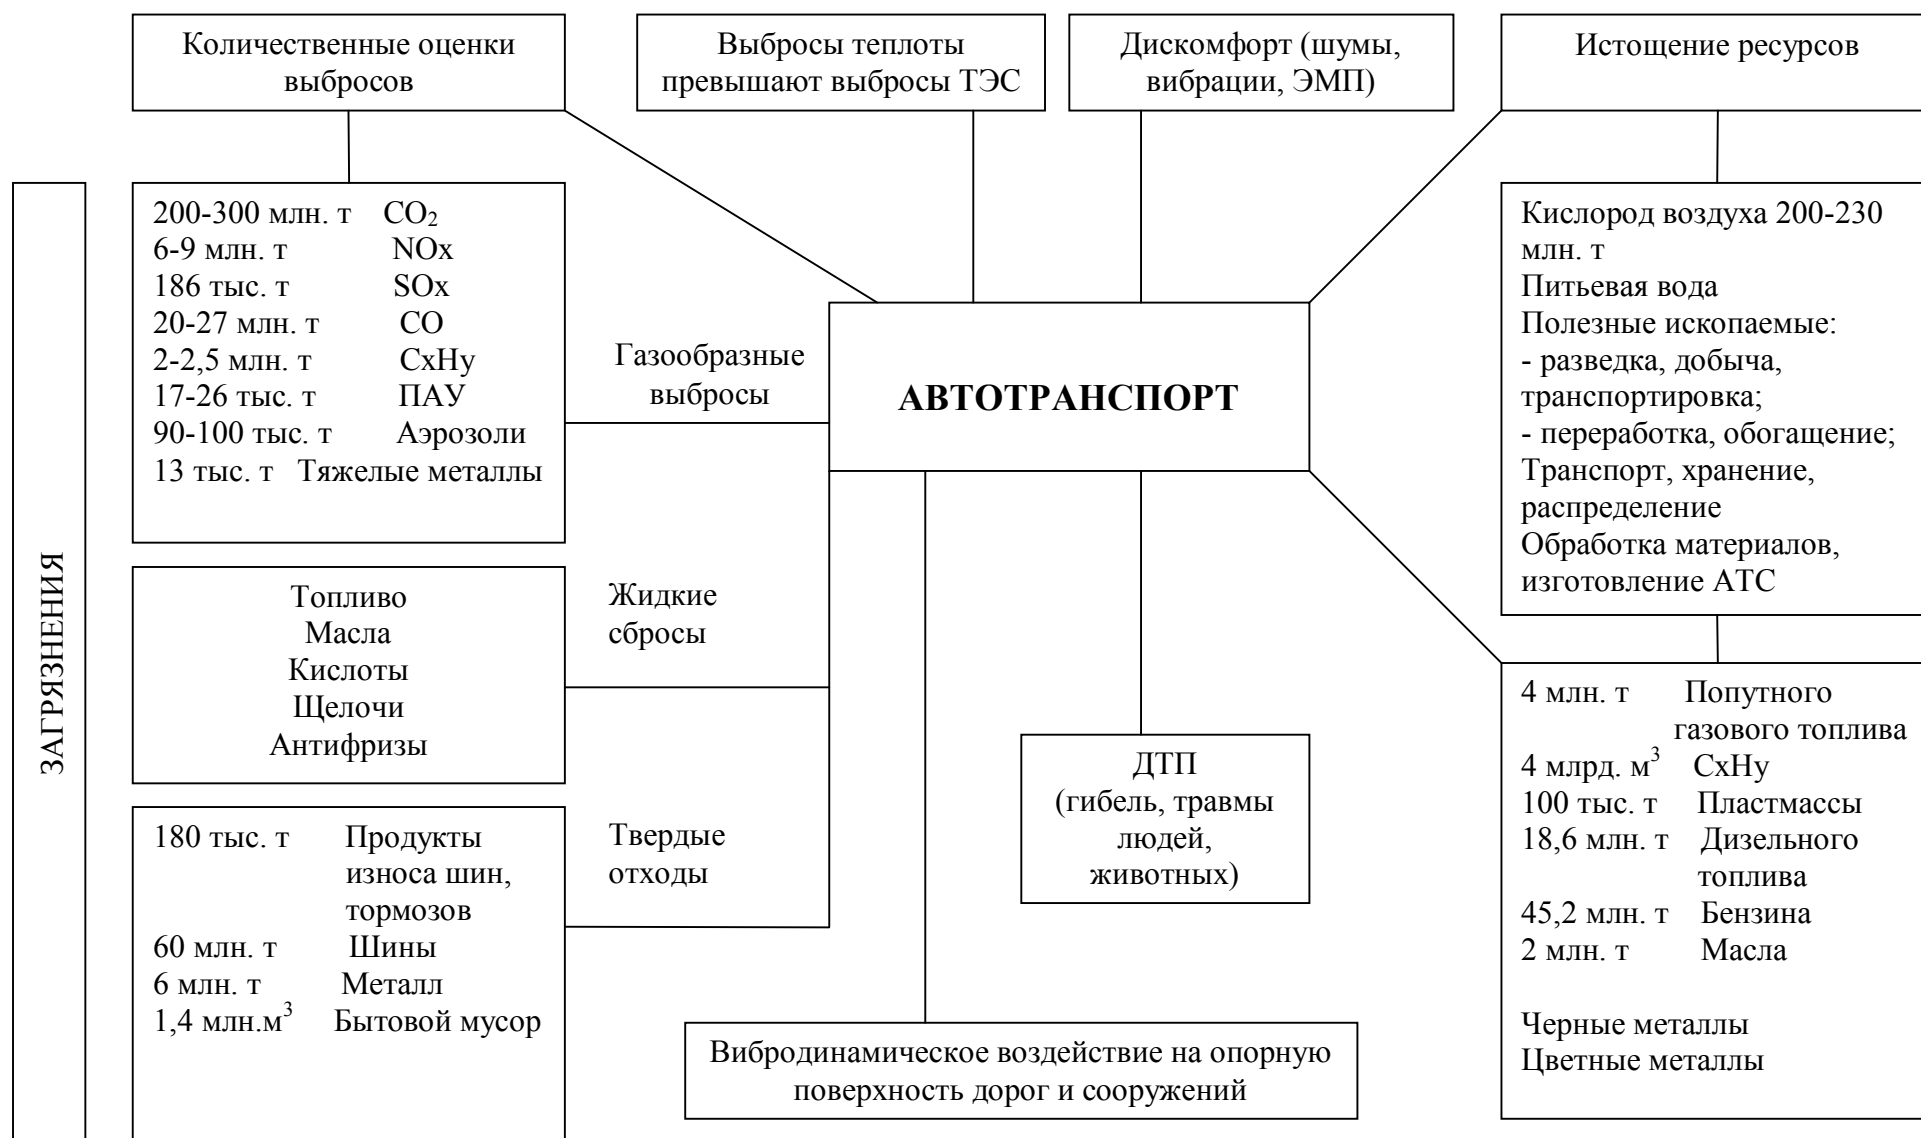 Количественные оценки
выбросов
Выбросы теплоты
превышают выбросы ТЭС
Дискомфорт (шумы,
вибрации, ЭМП)
Истощение ресурсов
ЗАГРЯЗНЕНИЯ
200-300 млн. т CO₂
6-9 млн. т NOx
186 тыс. т SOx
20-27 млн. т CO
2-2,5 млн. т CxHy
17-26 тыс. т ПАУ
90-100 тыс. т Аэрозоли
13 тыс. т Тяжелые металлы
Газообразные
выбросы
АВТОТРАНСПОРТ
Кислород воздуха 200-230
млн. т
Питьевая вода
Полезные ископаемые:
- разведка, добыча,
транспортировка;
- переработка, обогащение;
Транспорт, хранение,
распределение
Обработка материалов,
изготовление АТС
Топливо
Масла
Кислоты
Щелочи
Антифризы
Жидкие
сбросы
180 тыс. т Продукты
износа шин,
тормозов
60 млн. т Шины
6 млн. т Металл
1,4 млн.м³ Бытовой мусор
Твердые
отходы
ДТП
(гибель, травмы
людей,
животных)
4 млн. т Попутного
газового топлива
4 млрд. м³ CxHy
100 тыс. т Пластмассы
18,6 млн. т Дизельного
топлива
45,2 млн. т Бензина
2 млн. т Масла
Черные металлы
Цветные металлы
Вибродинамическое воздействие на опорную
поверхность дорог и сооружений